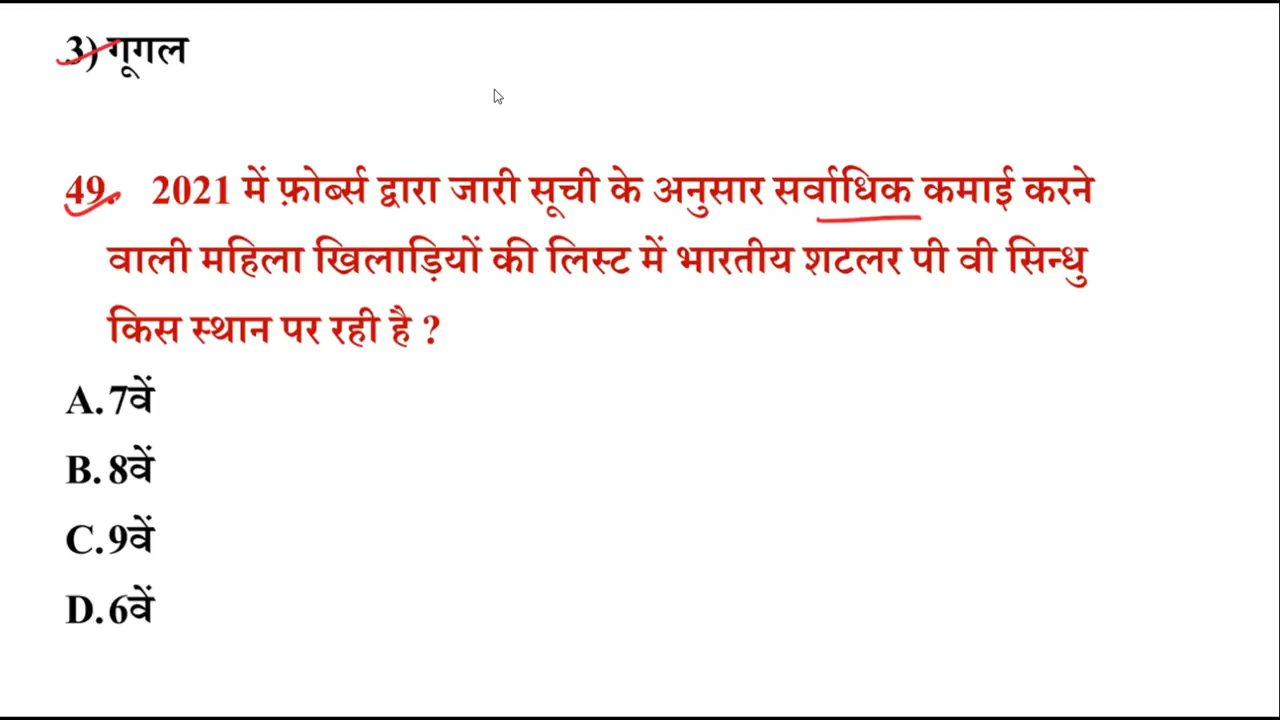 3) गूगल
49. 2021 में फ़ोर्ब्स द्वारा जारी सूची के अनुसार सर्वाधिक कमाई करने
वाली महिला खिलाड़ियों की लिस्ट में भारतीय शटलर पी वी सिन्धु
किस स्थान पर रही है ?
A. 7वें
B. 8वें
C. 9वें
D. 6वें